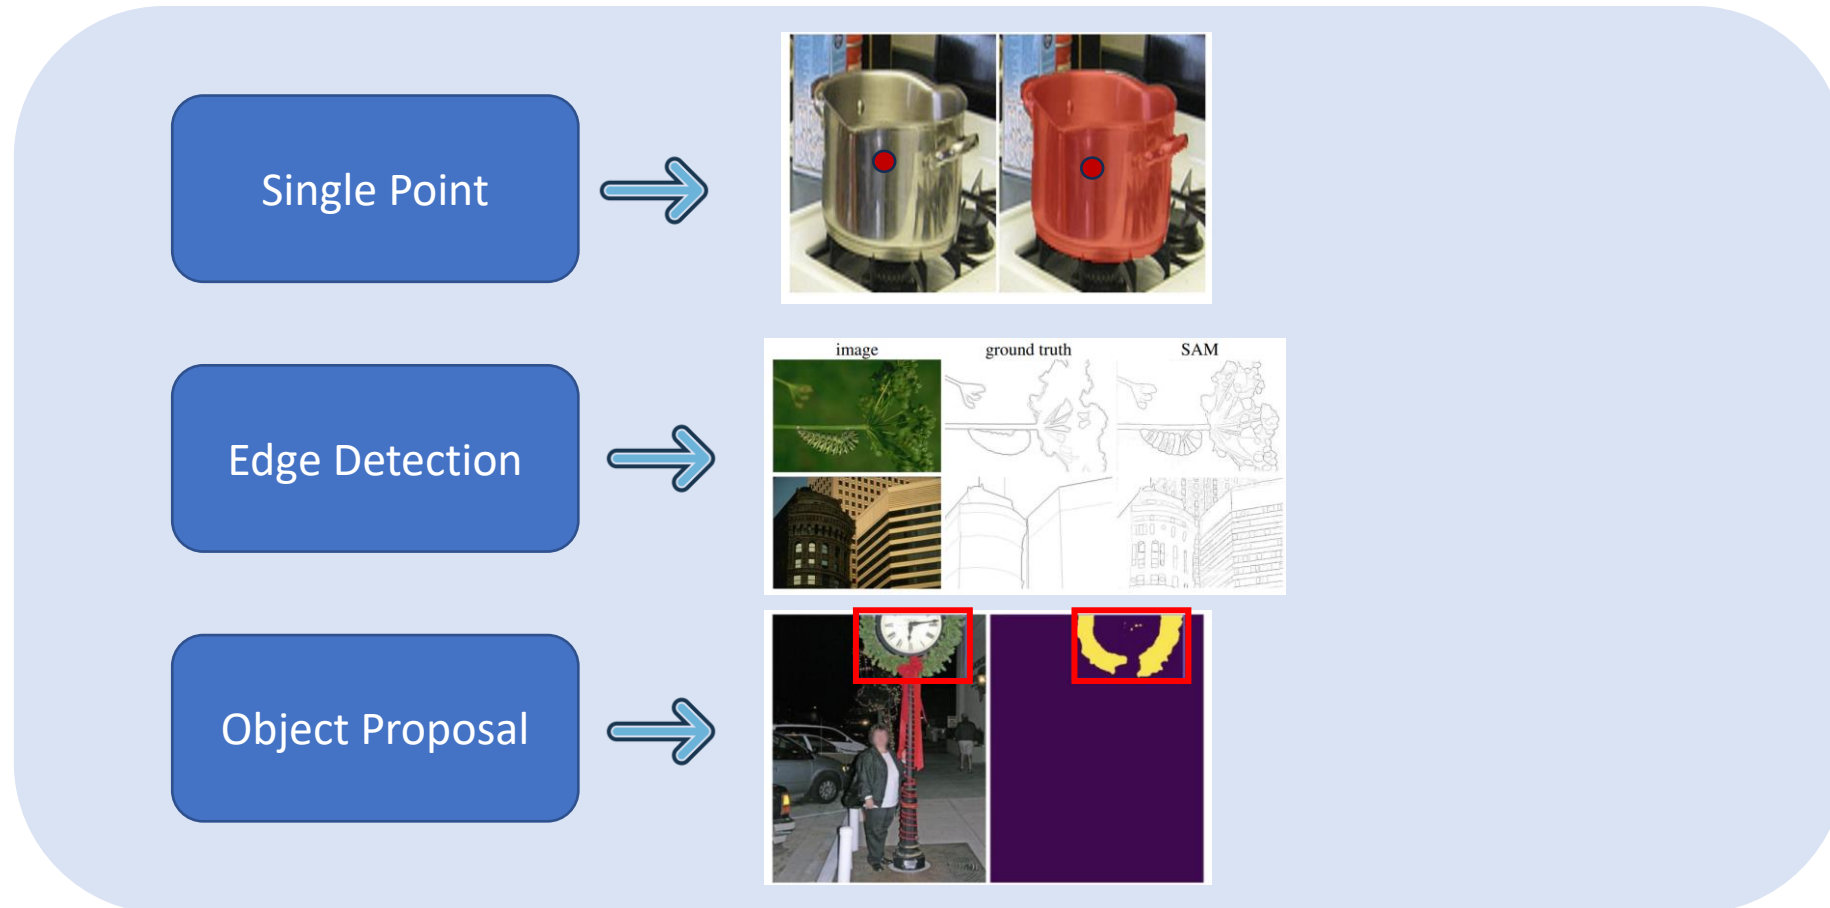 Single Point
image ground truth SAM
Edge Detection
Object Proposal